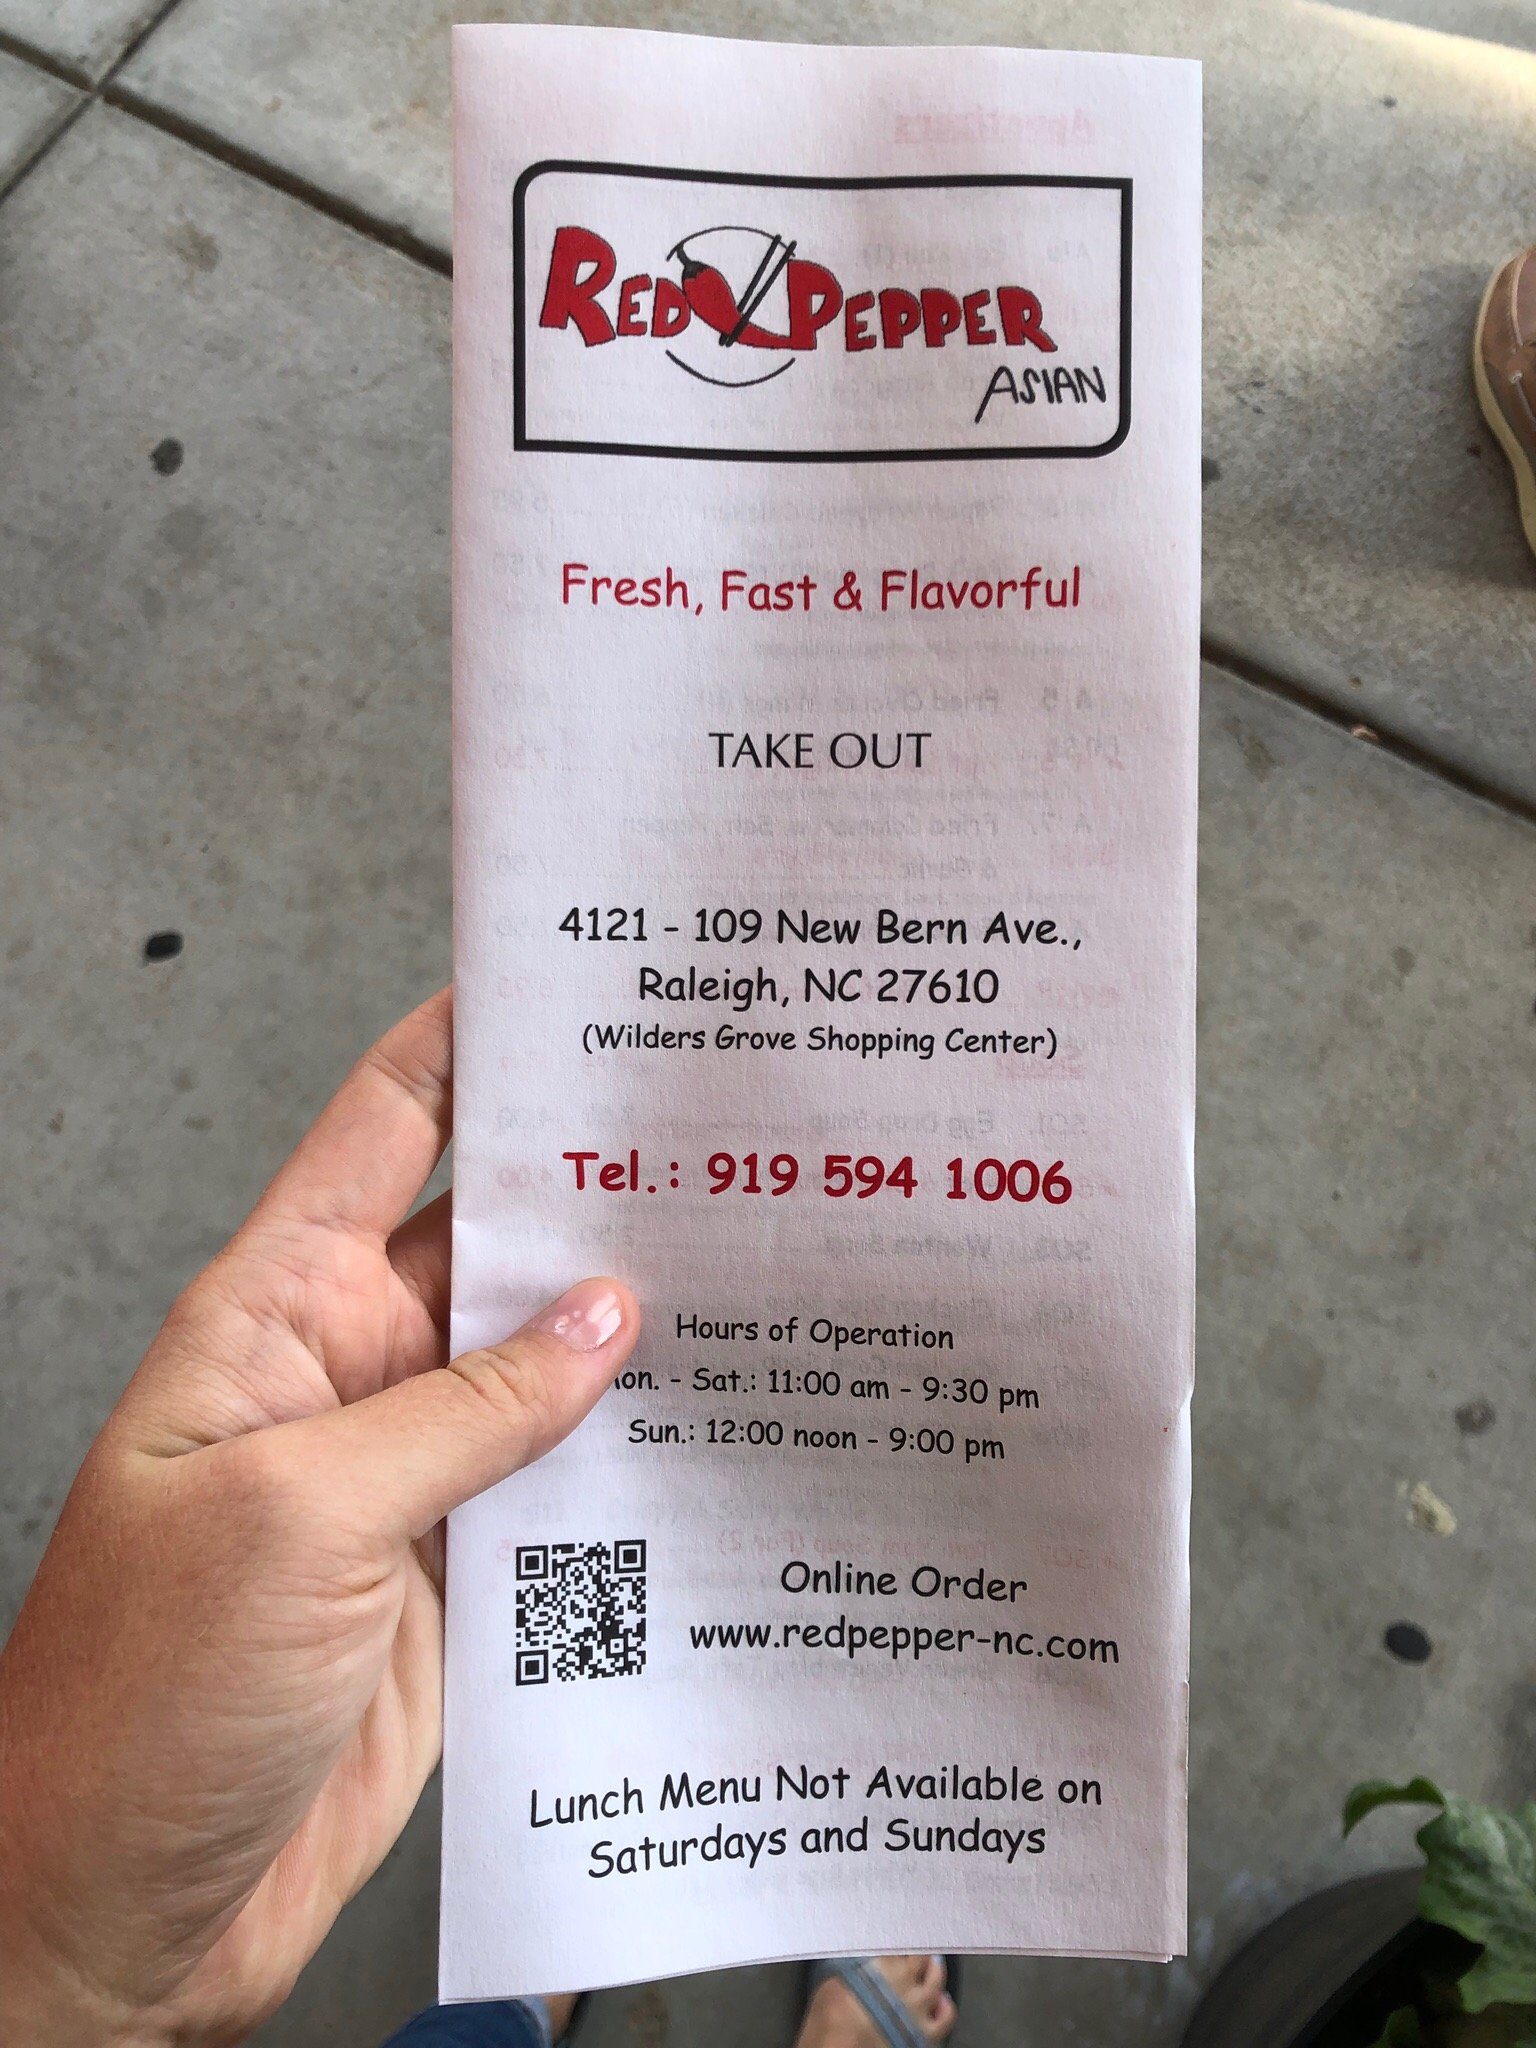 RED PEPPER
ASIAN
Fresh, Fast & Flavorful
TAKE OUT
4121 - 109 New Bern Ave.,
Raleigh, NC 27610
(Wilders Grove Shopping Center)
Tel.: 919 594 1006
Hours of Operation
- Sat.: 11:00 am - 9:30 pm
Sun.: 12:00 noon - 9:00 pm
Online Order
www.redpepper-nc.com
Lunch Menu Not Available on
Saturdays and Sundays